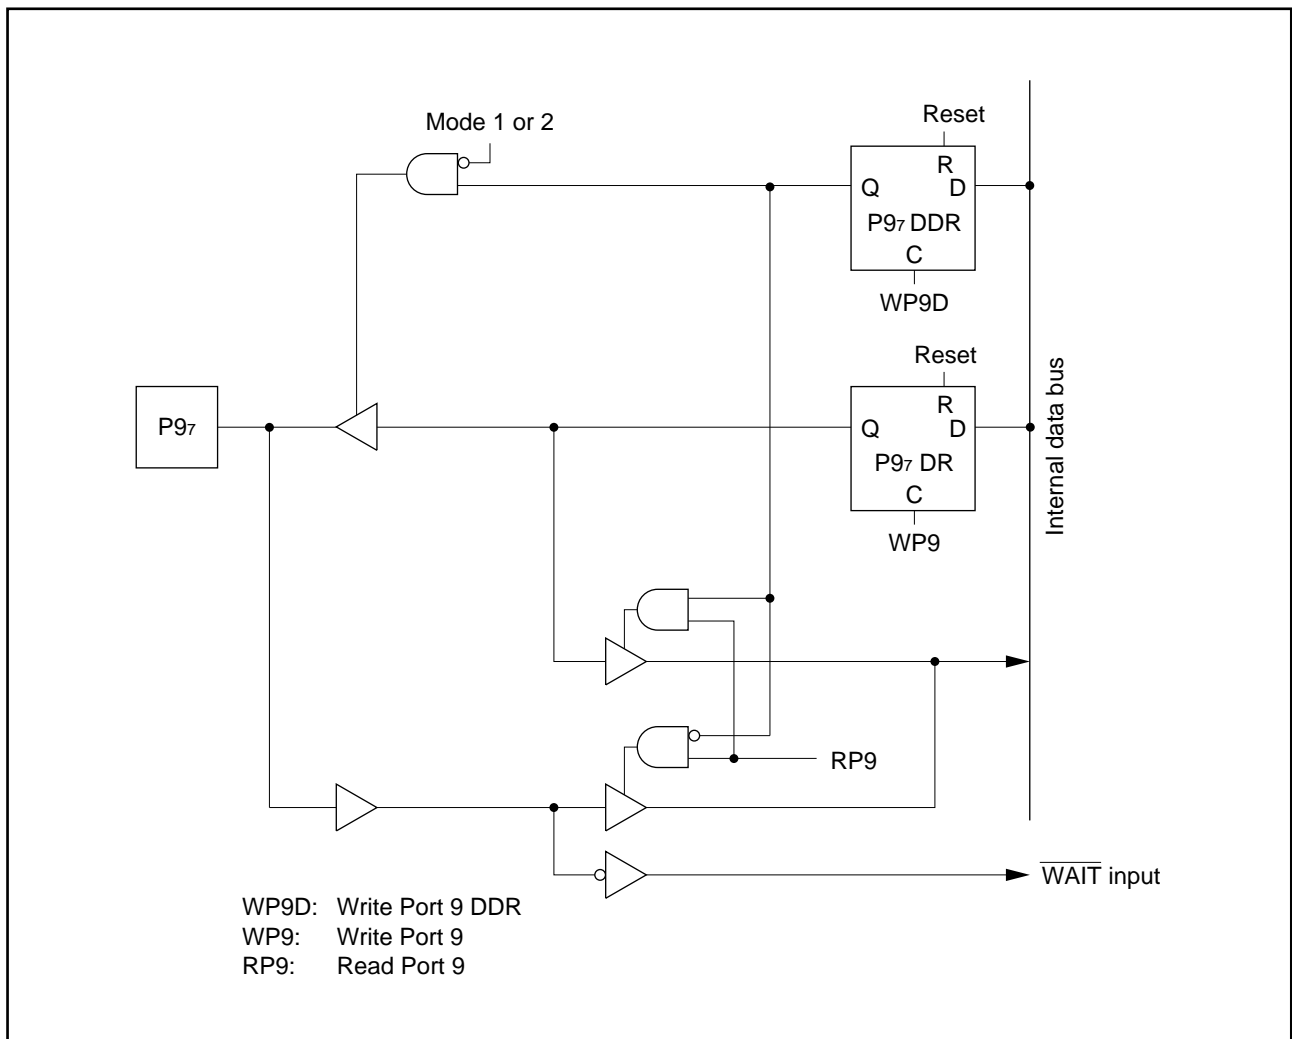 Mode 1 or 2
Reset
R
Q
D
P97 DDR
C
WP9D
Reset
R
P97
Q
D
P97 DR
C
WP9
Internal data bus
RP9
WAIT input
WP9D: Write Port 9 DDR
WP9: Write Port 9
RP9: Read Port 9